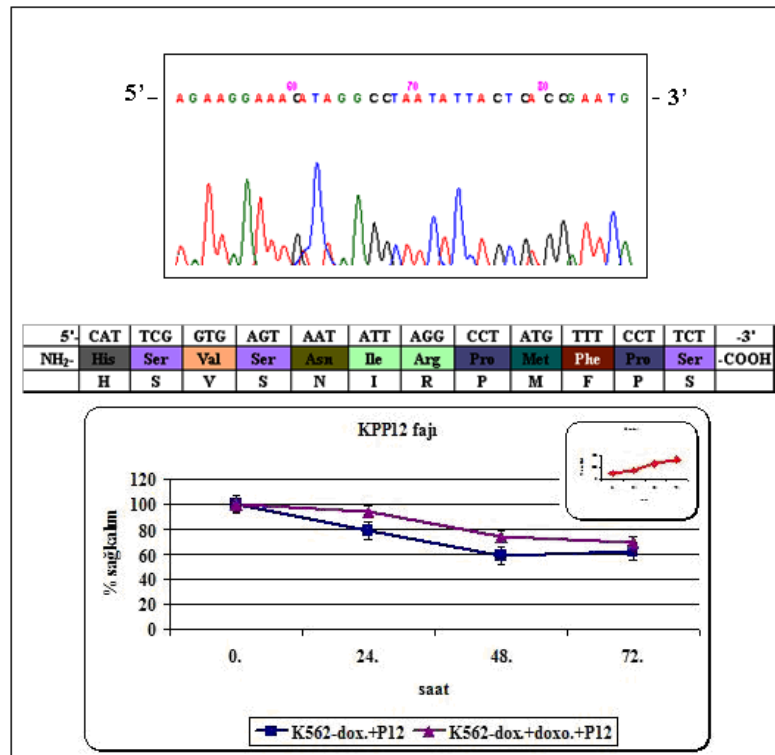 60 70 80
5’ – AGAAGGAAACATAGGCCTAATATTACTCACCGAATG - 3’
5'- CAT TCG GTG AGT AAT ATT AGG CCT ATG TTT CCT TCT -3'
NH2- His Ser Val Ser Asn Ile Arg Pro Met Phe Pro Ser -COOH
H S V S N I R P M F P S
KPP12 fajı
% sağkalım
120
100
80
60
40
20
0
0. 24. 48. 72.
saat
K562-dox.+P12 K562-dox.+doxo.+P12